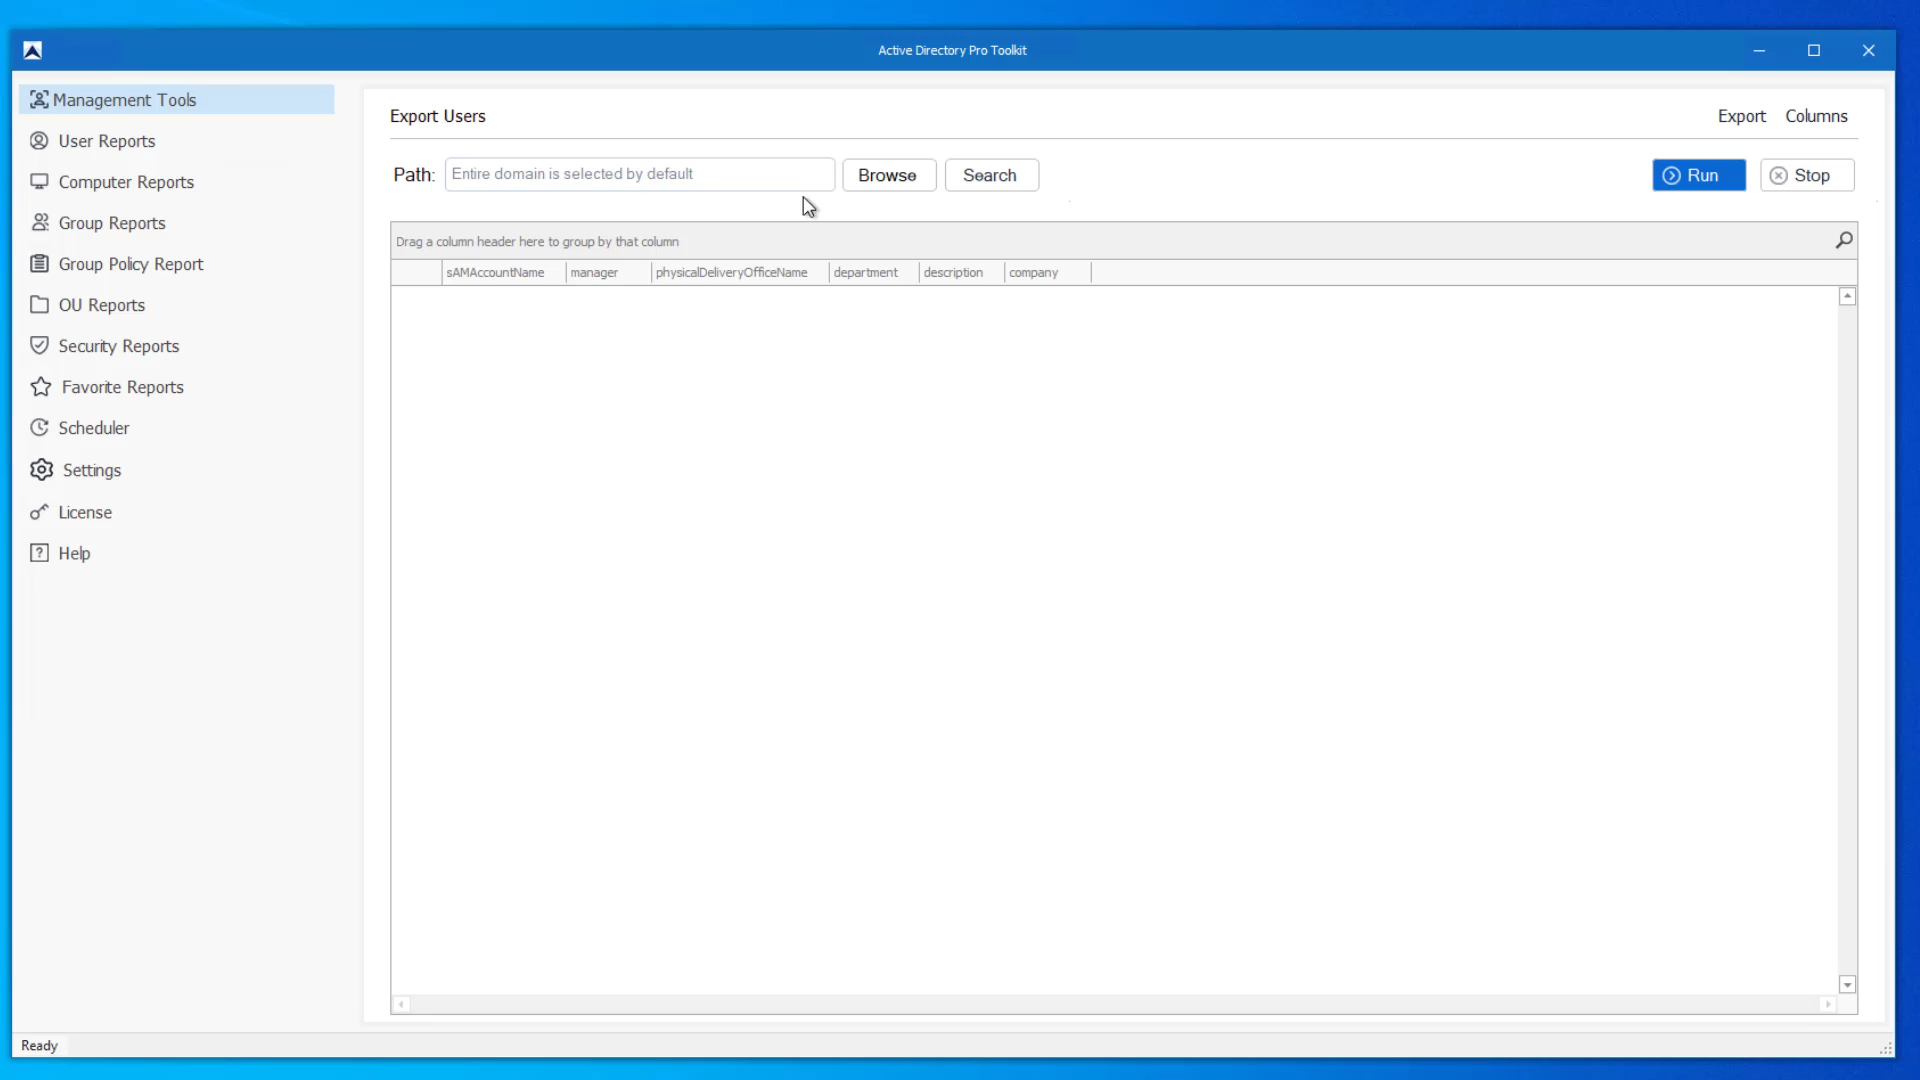 Active Directory Pro Toolkit
Management Tools
User Reports
Computer Reports
Group Reports
Group Policy Report
OU Reports
Security Reports
Favorite Reports
Scheduler
Settings
License
Help
Export Users
Export Columns
Path: Entire domain is selected by default Browse Search Run Stop
Drag a column header here to group by that column
sAMAccountName manager physicalDeliveryOfficeName department description company
Ready